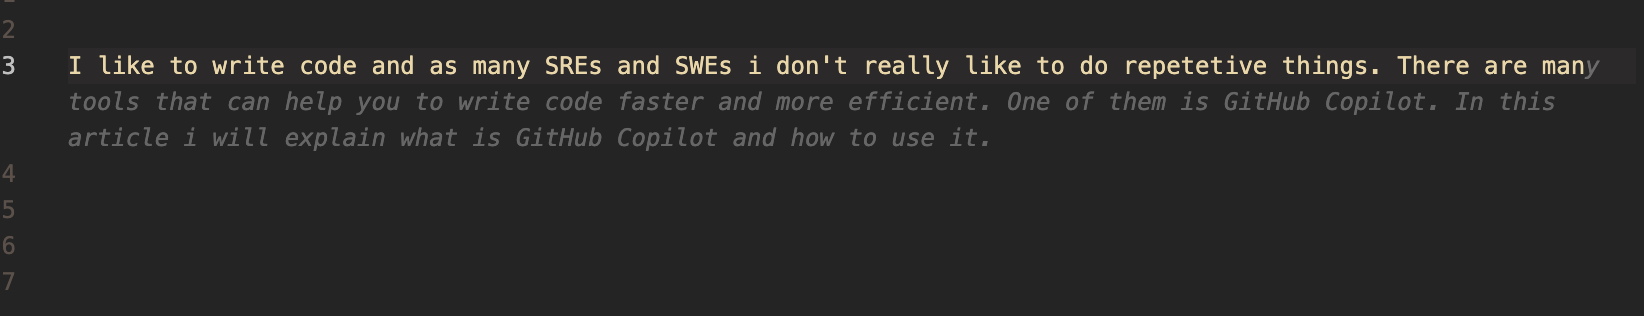 2
3 I like to write code and as many SREs and SWEs i don't really like to do repetetive things. There are many
tools that can help you to write code faster and more efficient. One of them is GitHub Copilot. In this
article i will explain what is GitHub Copilot and how to use it.
4
5
6
7